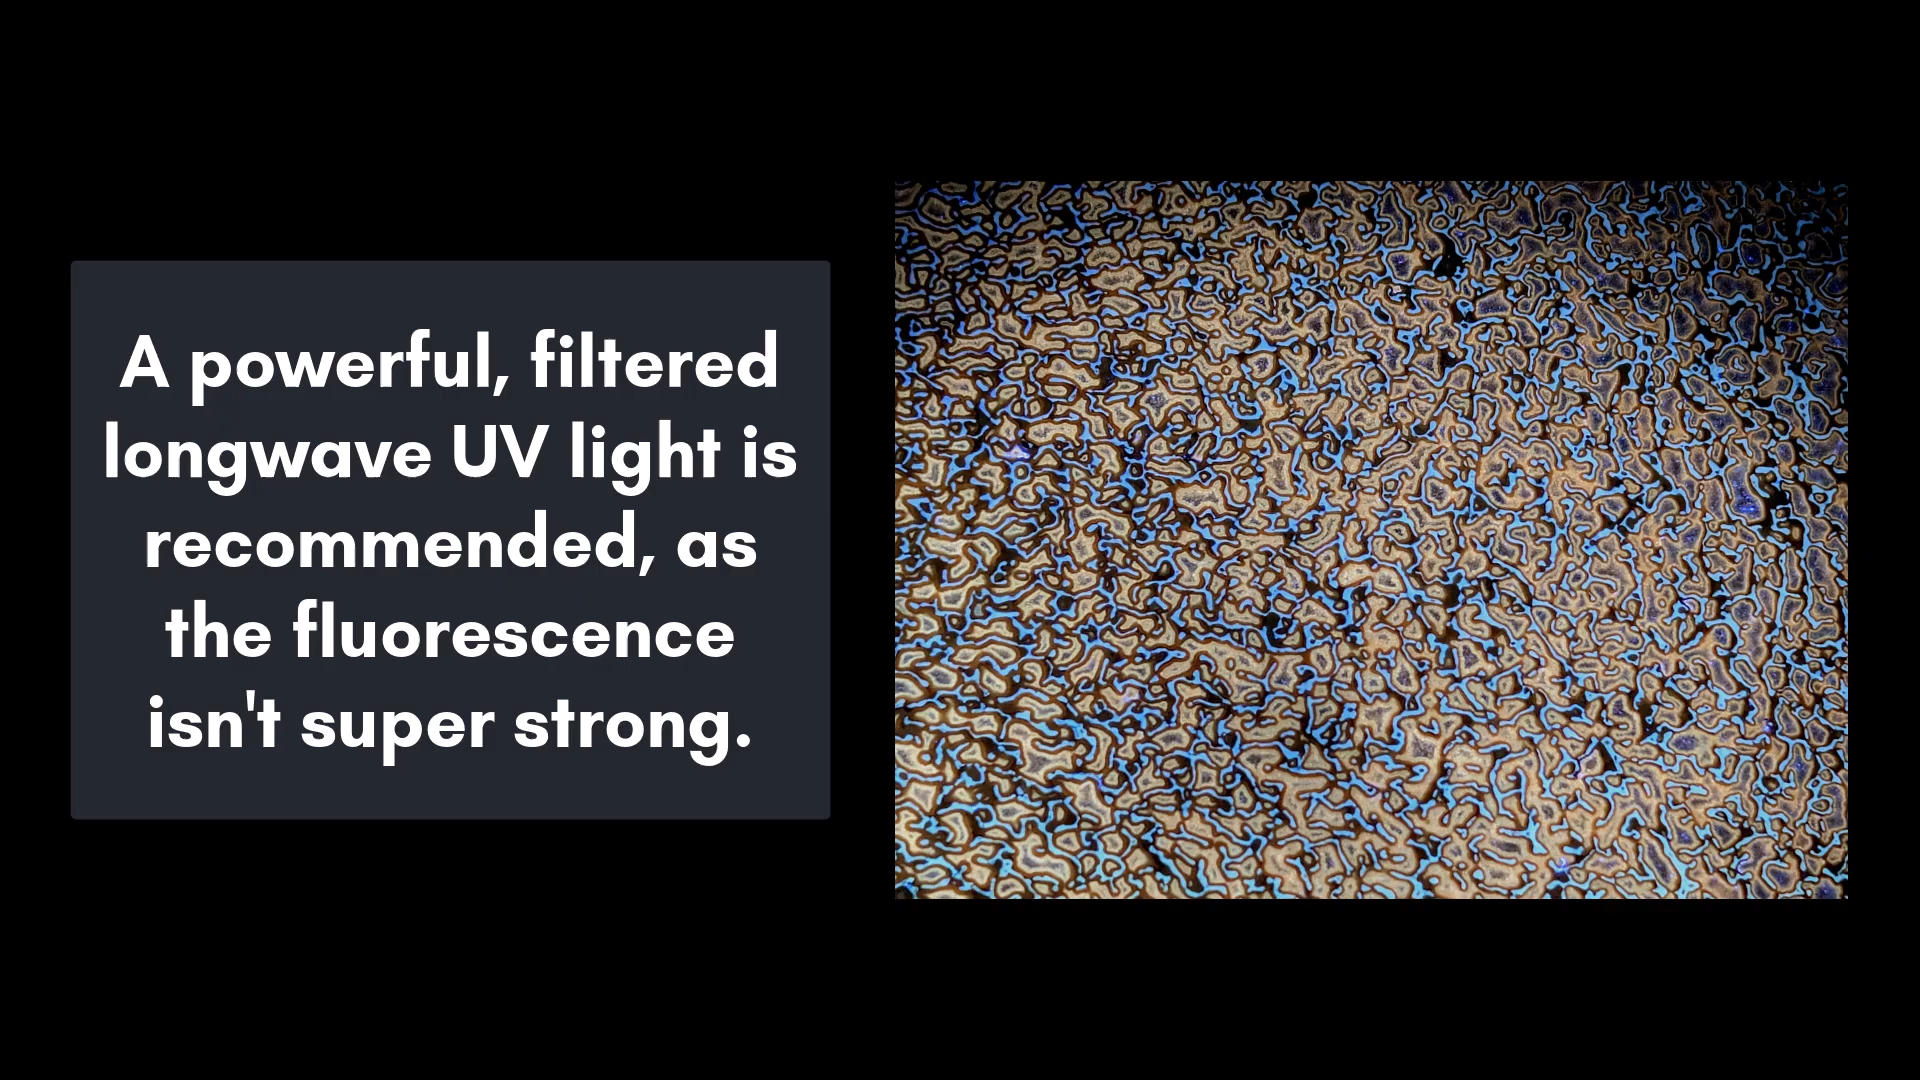 A powerful, filtered
longwave UV light is
recommended, as
the fluorescence
isn't super strong.